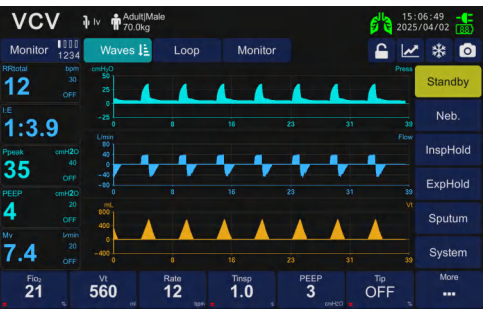 VCV Iv Adult|Male 70.0kg 15:06:49 2025/04/02 88
Monitor 1234 Waves Loop Monitor
RRtotal bpm
12 30 OFF
I:E
1:3.9
Ppeak cmH2O
35 40 OFF
PEEP cmH2O
4 20 OFF
Mv l/min
7.4 20 OFF
cmH2O Press
50
25
0
-25
0 8 16 23 31 39
L/min Flow
80
40
0
-40
-80
0 8 16 23 31 39
mL Vt
800
400
0
-400
0 8 16 23 31 39
Standby
Neb.
InspHold
ExpHold
Sputum
System
FiO₂ Vt Rate Tinsp PEEP Tip More
21 560 12 1.0 3 OFF ...
% ml bpm s cmH2O %